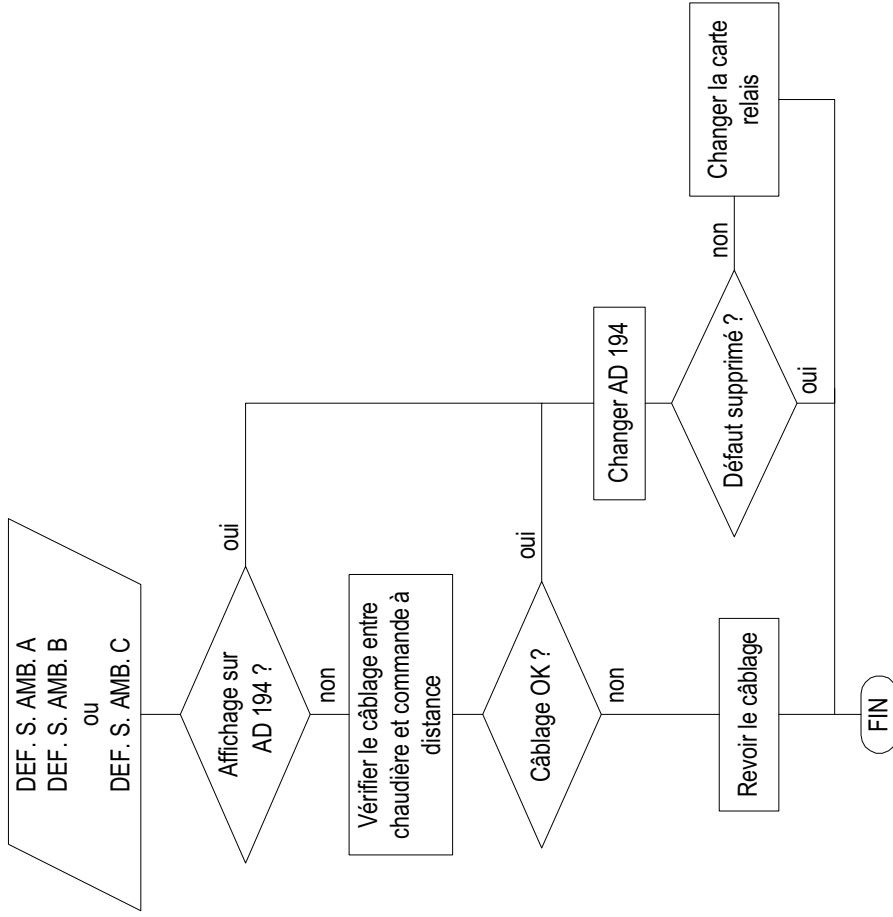 DEF. S. AMB. A
DEF. S. AMB. B
ou
DEF. S. AMB. C
Affichage sur
AD 194 ?
oui
non
Vérifier le câblage entre
chaudière et commande à
distance
Câblage OK ?
oui
non
Changer AD 194
Défaut supprimé ?
non
oui
Changer la carte
relais
Revoir le câblage
FIN